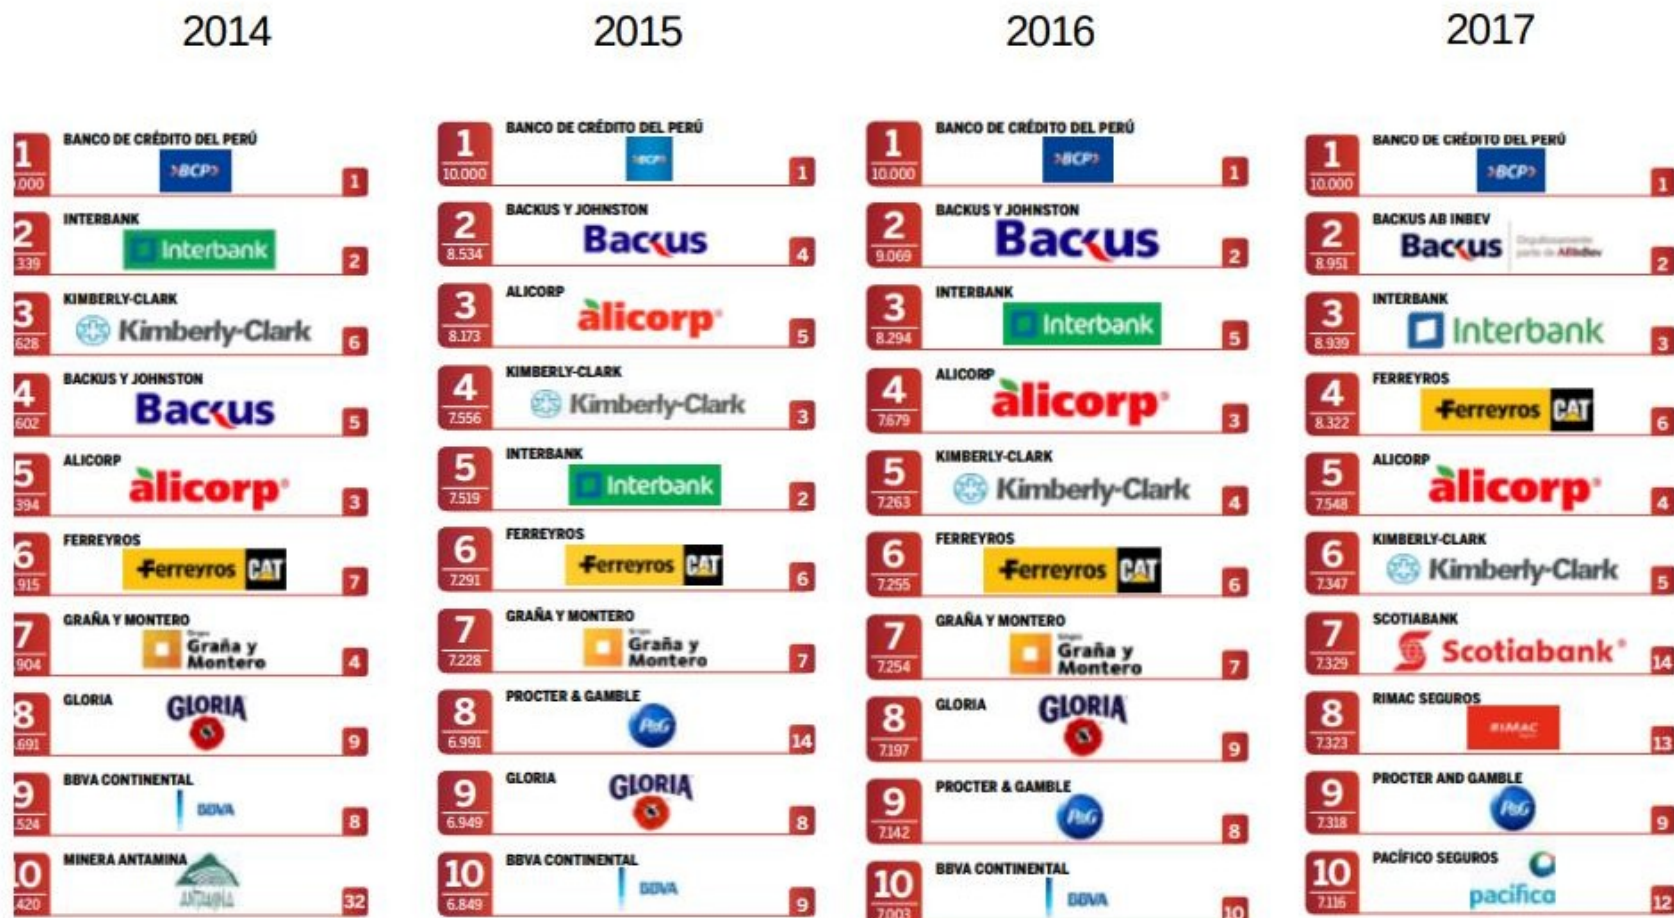 2014
2015
2016
2017
1
.000
BANCO DE CRÉDITO DEL PERÚ
>BCP>
1
2
.339
INTERBANK
Interbank
2
3
.628
KIMBERLY-CLARK
Kimberly-Clark
6
4
.602
BACKUS Y JOHNSTON
Backus
5
5
.394
ALICORP
alicorp
3
6
.915
FERREYROS
Ferreyros CAT
7
7
.904
GRAÑA Y MONTERO
Grupo
Graña y
Montero
4
8
.691
GLORIA
GLORIA
9
9
.524
BBVA CONTINENTAL
BBVA
8
10
.420
MINERA ANTAMINA
ANTAMINA
32
1
10.000
BANCO DE CRÉDITO DEL PERÚ
>BCP>
1
2
8.534
BACKUS Y JOHNSTON
Backus
4
3
8.173
ALICORP
alicorp
5
4
7.556
KIMBERLY-CLARK
Kimberly-Clark
3
5
7.519
INTERBANK
Interbank
2
6
7.291
FERREYROS
Ferreyros CAT
6
7
7.228
GRAÑA Y MONTERO
Grupo
Graña y
Montero
7
8
6.991
PROCTER & GAMBLE
P&G
14
9
6.949
GLORIA
GLORIA
8
10
6.849
BBVA CONTINENTAL
BBVA
9
1
10.000
BANCO DE CRÉDITO DEL PERÚ
>BCP>
1
2
9.069
BACKUS Y JOHNSTON
Backus
2
3
8.294
INTERBANK
Interbank
5
4
7.679
ALICORP
alicorp
3
5
7.263
KIMBERLY-CLARK
Kimberly-Clark
4
6
7.255
FERREYROS
Ferreyros CAT
6
7
7.254
GRAÑA Y MONTERO
Grupo
Graña y
Montero
7
8
7.197
GLORIA
GLORIA
9
9
7.142
PROCTER & GAMBLE
P&G
8
10
7.003
BBVA CONTINENTAL
BBVA
10
1
10.000
BANCO DE CRÉDITO DEL PERÚ
>BCP>
1
2
8.951
BACKUS AB INBEV
Backus
Orgullosamente
parte de ABInBev
2
3
8.939
INTERBANK
Interbank
3
4
8.322
FERREYROS
Ferreyros CAT
6
5
7.548
ALICORP
alicorp
4
6
7.347
KIMBERLY-CLARK
Kimberly-Clark
5
7
7.329
SCOTIABANK
Scotiabank
14
8
7.323
RIMAC SEGUROS
RIMAC
13
9
7.318
PROCTER AND GAMBLE
P&G
9
10
7.116
PACÍFICO SEGUROS
pacifico
12